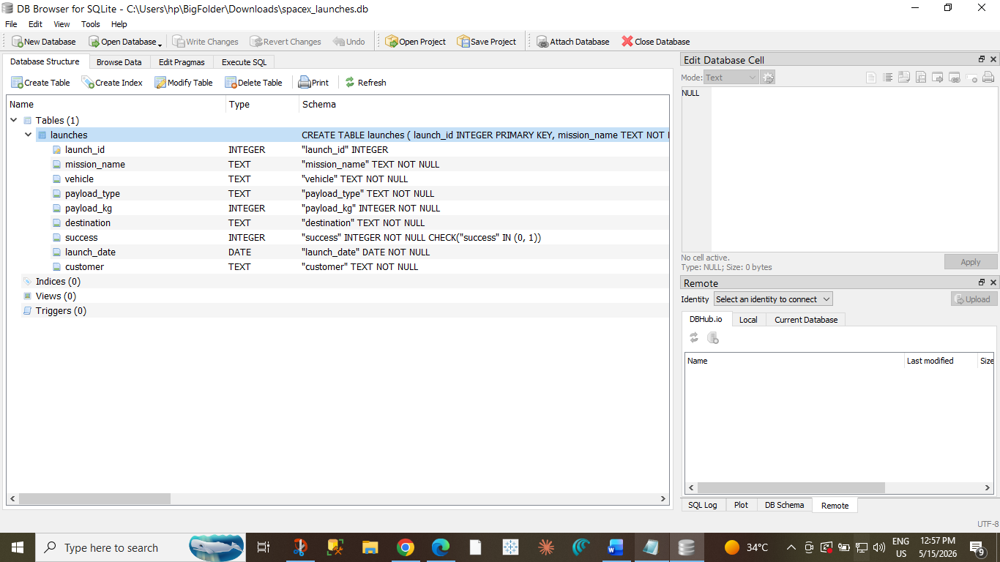 DB Browser for SQLite - C:\Users\hp\BigFolder\Downloads\spacex_launches.db
File Edit View Tools Help
New Database Open Database Write Changes Revert Changes Undo Open Project Save Project Attach Database Close Database
Database Structure Browse Data Edit Pragmas Execute SQL
Create Table Create Index Modify Table Delete Table Print Refresh
Name Type Schema
Tables (1)
launches CREATE TABLE launches ( launch_id INTEGER PRIMARY KEY, mission_name TEXT NOT
launch_id INTEGER "launch_id" INTEGER
mission_name TEXT "mission_name" TEXT NOT NULL
vehicle TEXT "vehicle" TEXT NOT NULL
payload_type TEXT "payload_type" TEXT NOT NULL
payload_kg INTEGER "payload_kg" INTEGER NOT NULL
destination TEXT "destination" TEXT NOT NULL
success INTEGER "success" INTEGER NOT NULL CHECK("success" IN (0, 1))
launch_date DATE "launch_date" DATE NOT NULL
customer TEXT "customer" TEXT NOT NULL
Indices (0)
Views (0)
Triggers (0)
Edit Database Cell
Mode: Text
NULL
No cell active.
Type: NULL; Size: 0 bytes
Apply
Remote
Identity Select an identity to connect Upload
DBHub.io Local Current Database
Name Last modified Size
SQL Log Plot DB Schema Remote
UTF-8
Type here to search
34°C
ENG
US
12:57 PM
5/15/2026
9